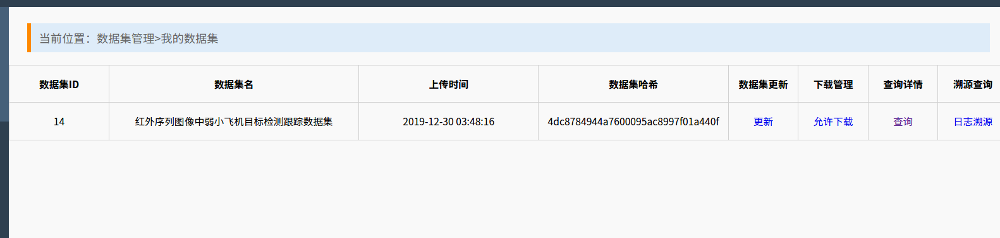 当前位置：数据集管理>我的数据集
数据集ID 数据集名 上传时间 数据集哈希 数据集更新 下载管理 查询详情 溯源查询
14 红外序列图像中弱小飞机目标检测跟踪数据集 2019-12-30 03:48:16 4dc8784944a7600095ac8997f01a440f 更新 允许下载 查询 日志溯源